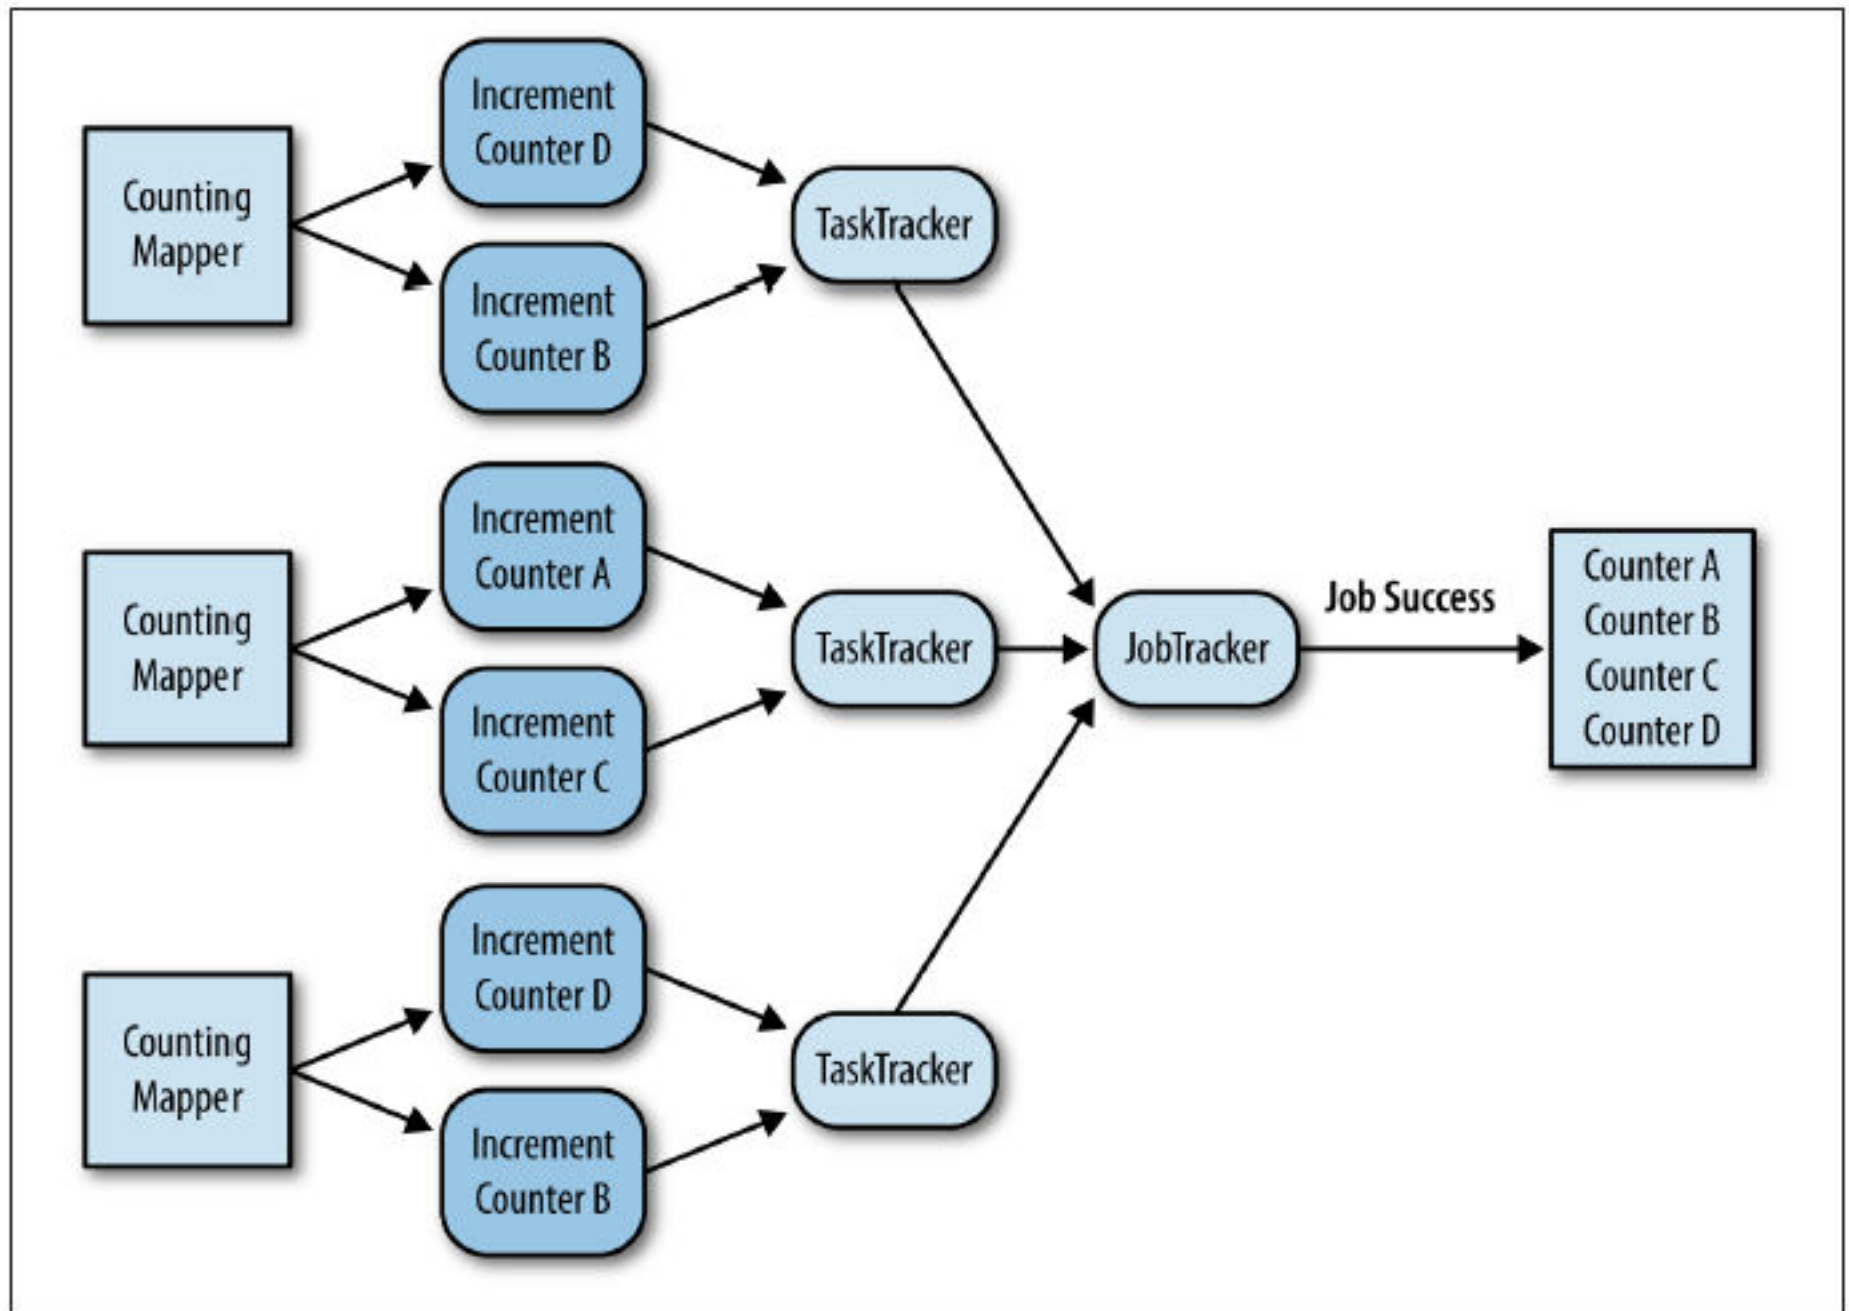 Counting
Mapper
Increment
Counter D
Increment
Counter B
TaskTracker
Counting
Mapper
Increment
Counter A
Increment
Counter C
TaskTracker
JobTracker
Job Success
Counter A
Counter B
Counter C
Counter D
Counting
Mapper
Increment
Counter D
Increment
Counter B
TaskTracker